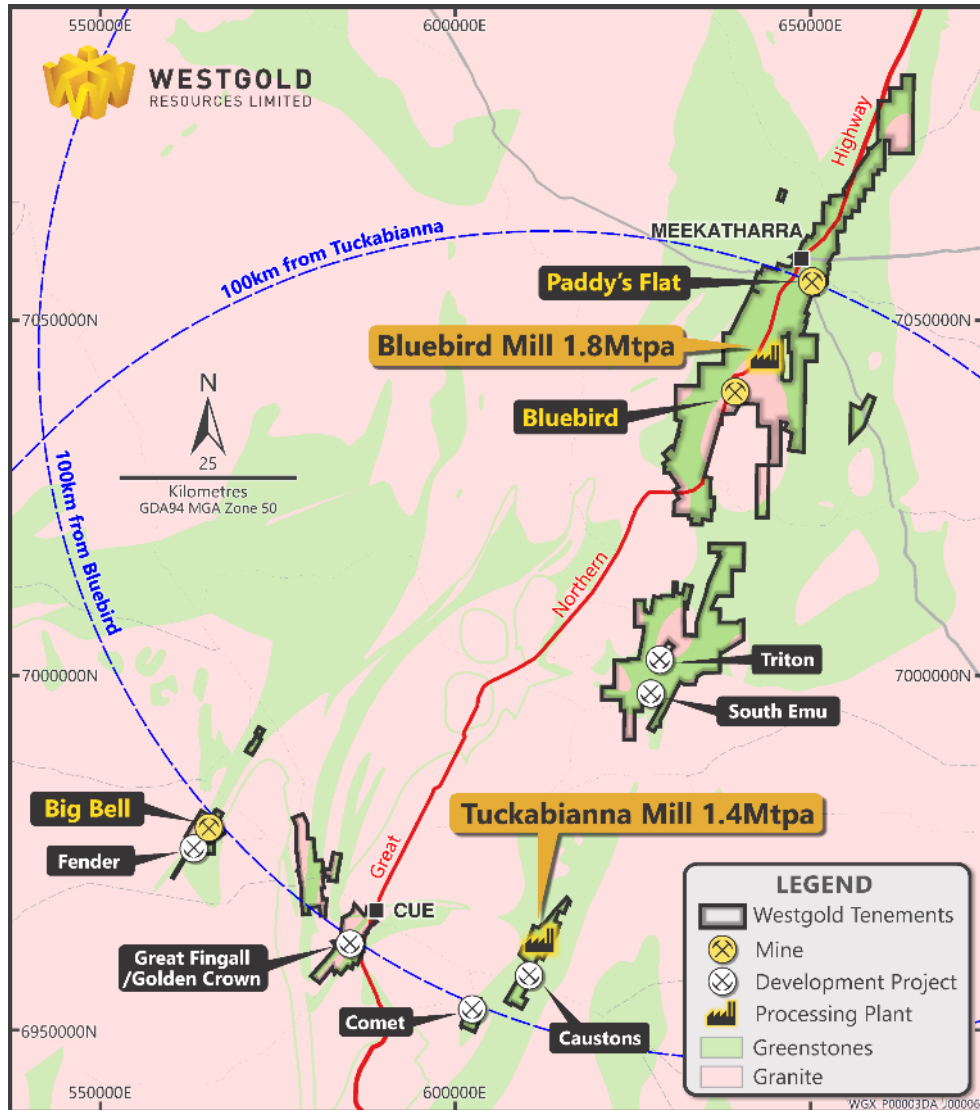 550000E
600000E
650000E
WESTGOLD
RESOURCES LIMITED
Highway
100km from Tuckabianna
MEEKATHARRA
Paddy's Flat
7050000N
7050000N
Bluebird Mill 1.8Mtpa
N
Bluebird
25
Kilometres
GDA94 MGA Zone 50
100km from Bluebird
Northern
Triton
7000000N
7000000N
South Emu
Big Bell
Tuckabianna Mill 1.4Mtpa
Fender
Great
CUE
Great Fingall
/Golden Crown
Comet
Caustons
6950000N
LEGEND
Westgold Tenements
Mine
Development Project
Processing Plant
Greenstones
Granite
550000E
600000E